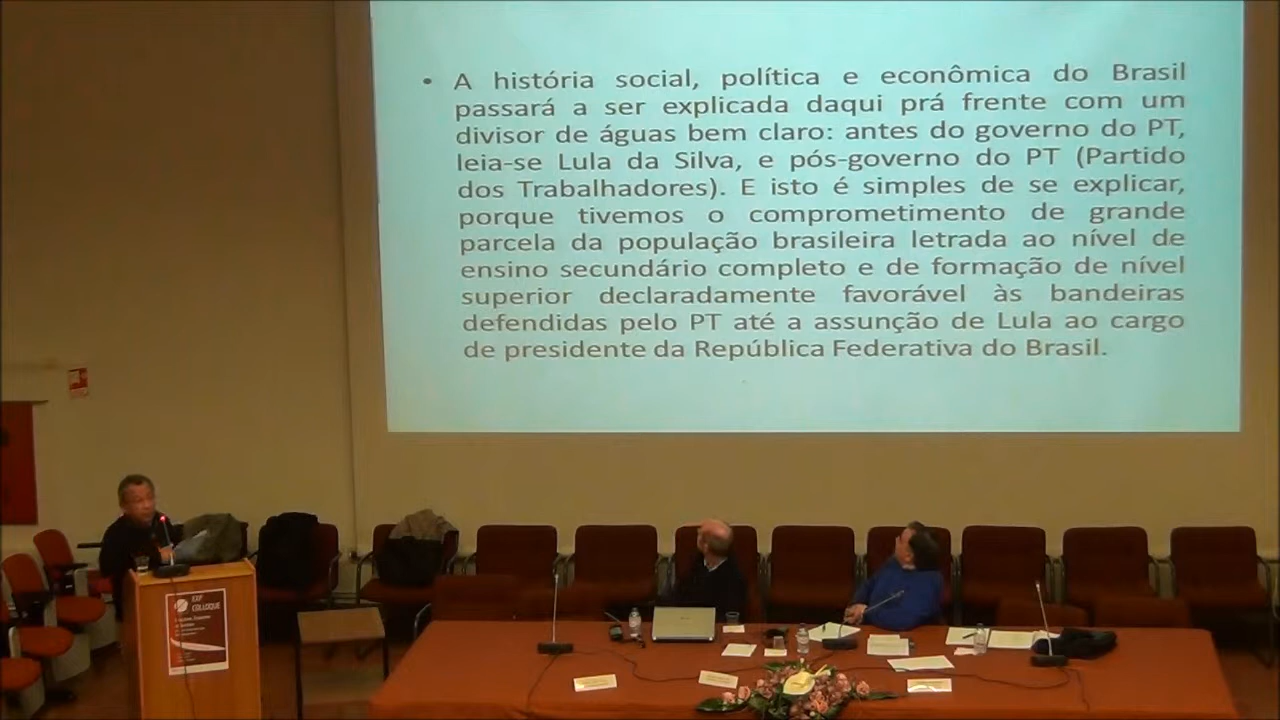 • A história social, política e econômica do Brasil
passará a ser explicada daqui prá frente com um
divisor de águas bem claro: antes do governo do PT,
leia-se Lula da Silva, e pós-governo do PT (Partido
dos Trabalhadores). E isto é simples de se explicar,
porque tivemos o comprometimento de grande
parcela da população brasileira letrada ao nível de
ensino secundário completo e de formação de nível
superior declaradamente favorável às bandeiras
defendidas pelo PT até a assunção de Lula ao cargo
de presidente da República Federativa do Brasil.
COLLOQUE